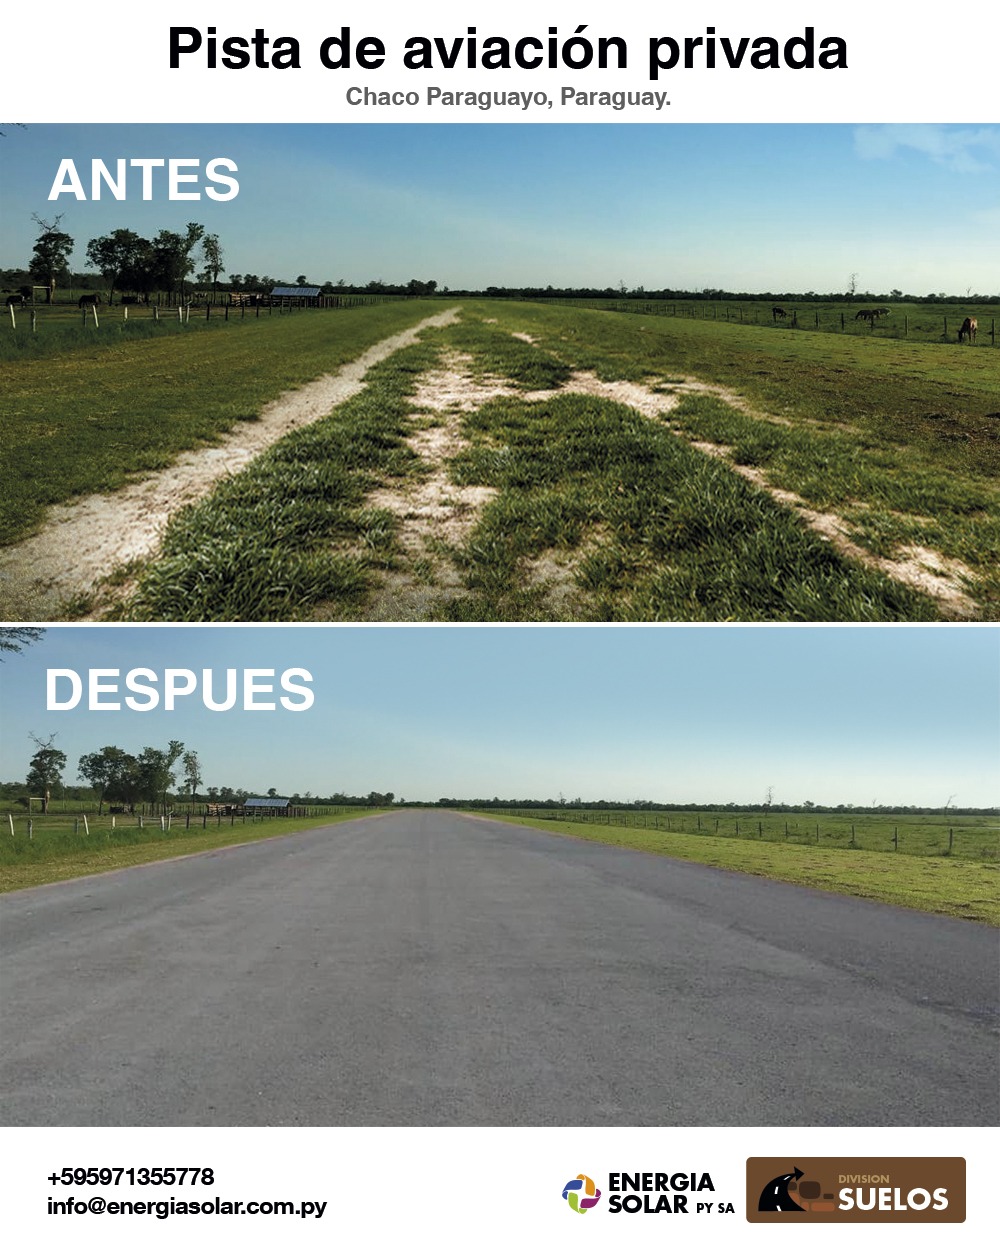 Pista de aviación privada
Chaco Paraguayo, Paraguay.
ANTES
DESPUES
+595971355778
info@energiasolar.com.py
ENERGIA
SOLAR PY SA
DIVISION
SUELOS